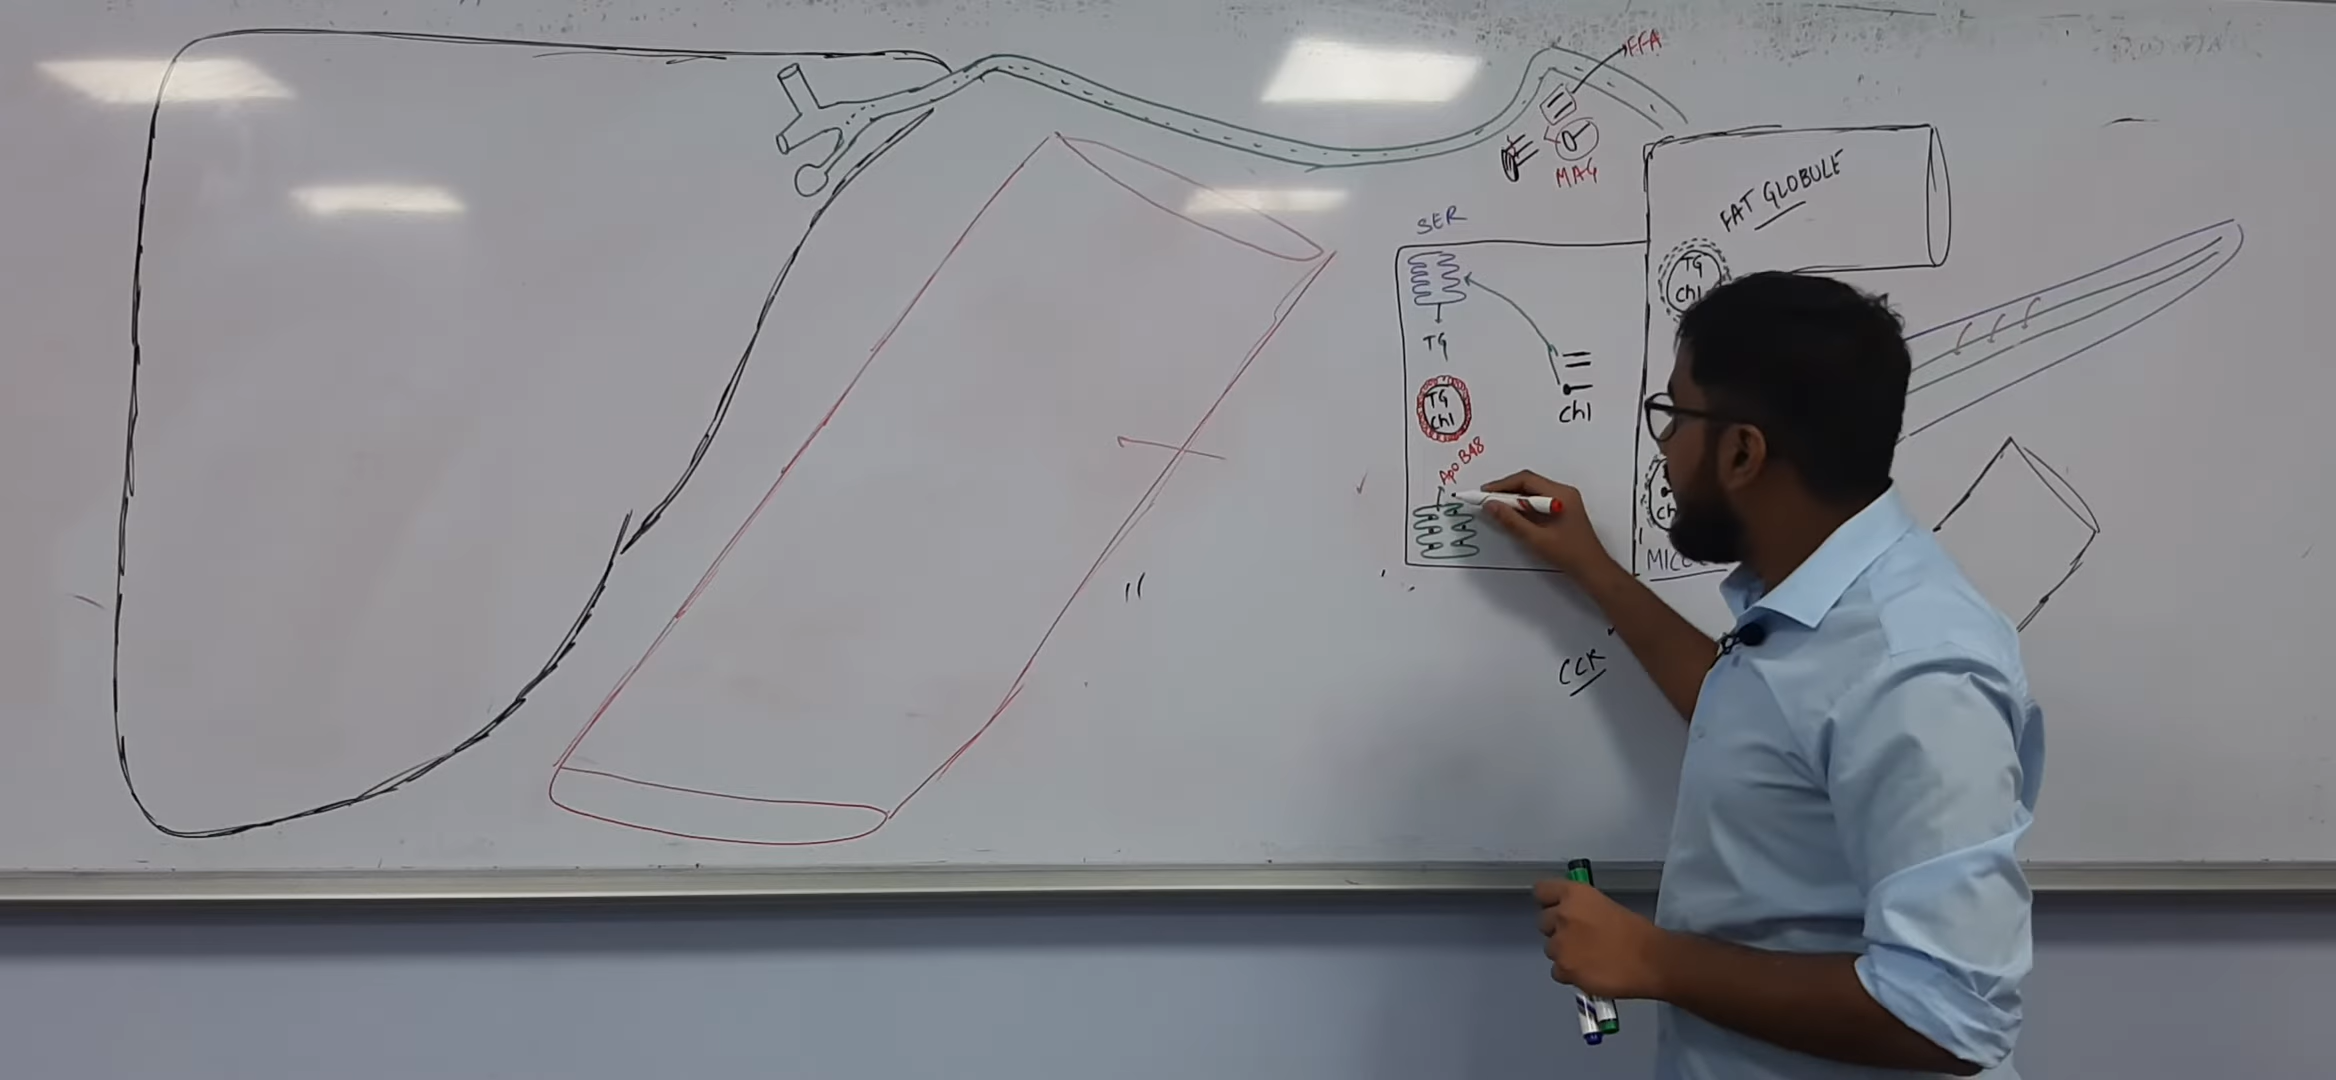 FFA
MAG
FAT GLOBULE
SER
TG
Chl
TG
TG
Chl
Chl
Apo B48
CCK